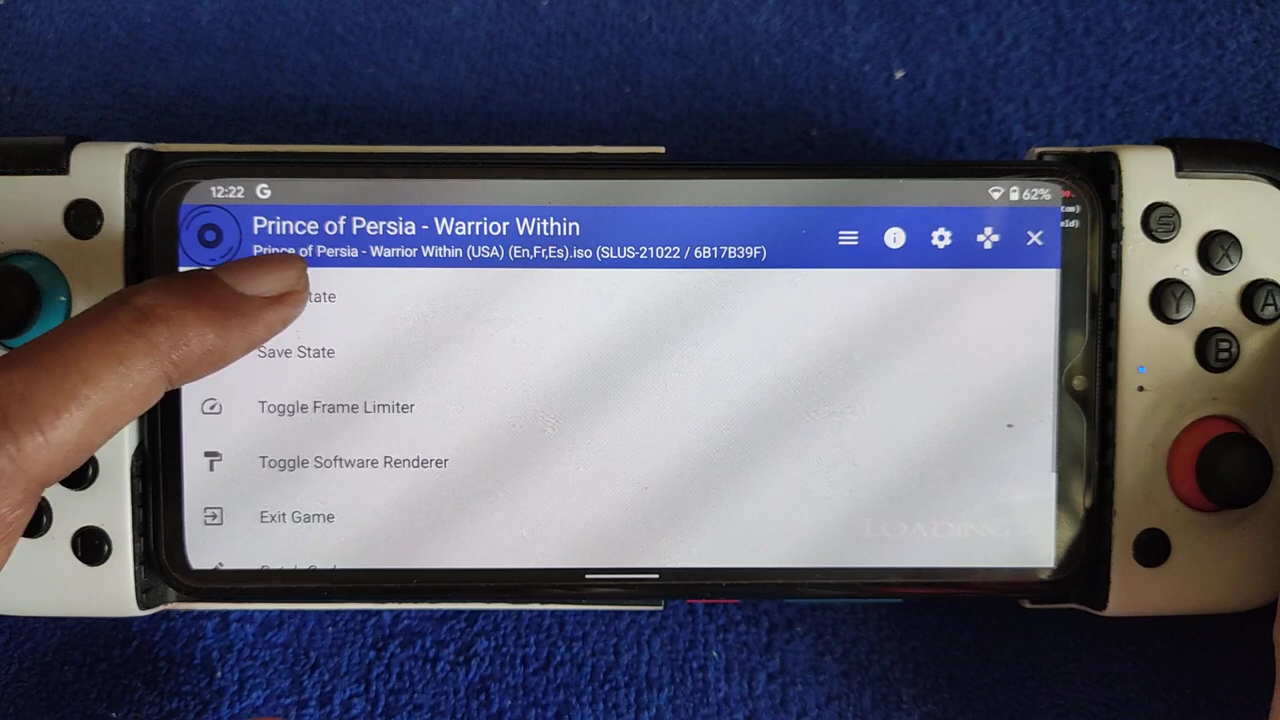 12:22 G 62%
Prince of Persia - Warrior Within
Prince of Persia - Warrior Within (USA) (En,Fr,Es).iso (SLUS-21022 / 6B17B39F)
tate
Save State
Toggle Frame Limiter
Toggle Software Renderer
Exit Game
LOADING
S
X
Y
A
B